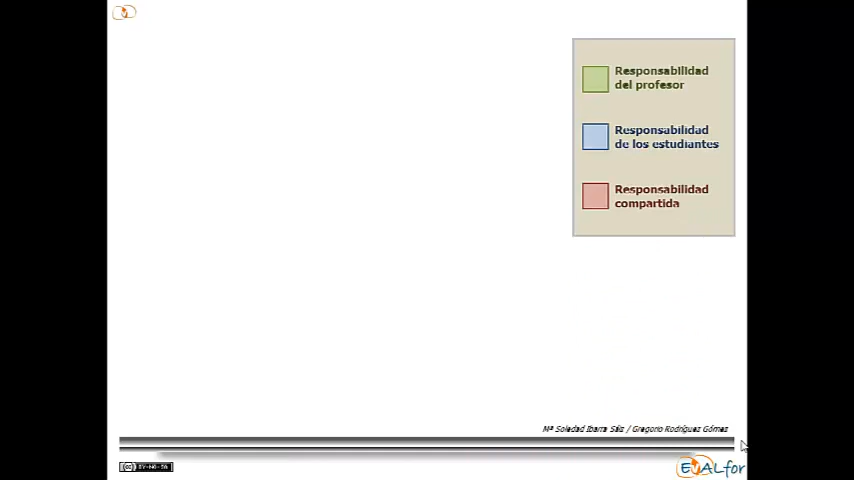 Responsabilidad
del profesor
Responsabilidad
de los estudiantes
Responsabilidad
compartida
Mª Soledad Ibarra Sáiz / Gregorio Rodríguez Gómez
EvALfor